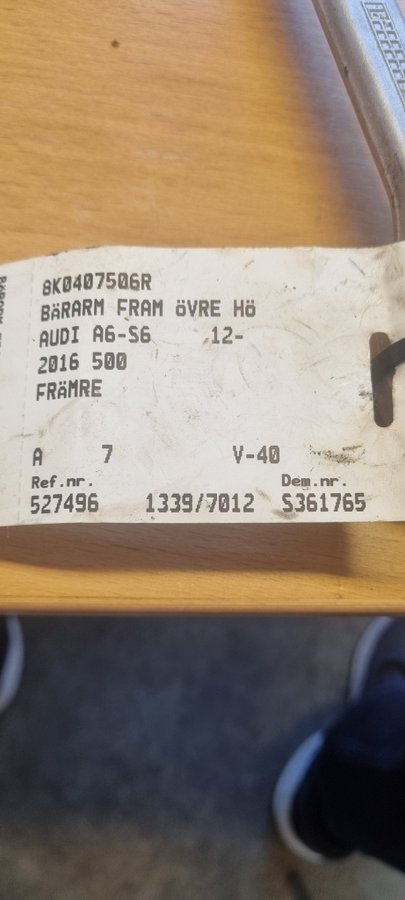 8K0407506R
BÄRARM FRAM ÖVRE HÖ
AUDI A6-S6 12-
2016 500
FRÄMRE
A 7 V-40
Ref.nr. Dem.nr.
527496 1339/7012 S361765